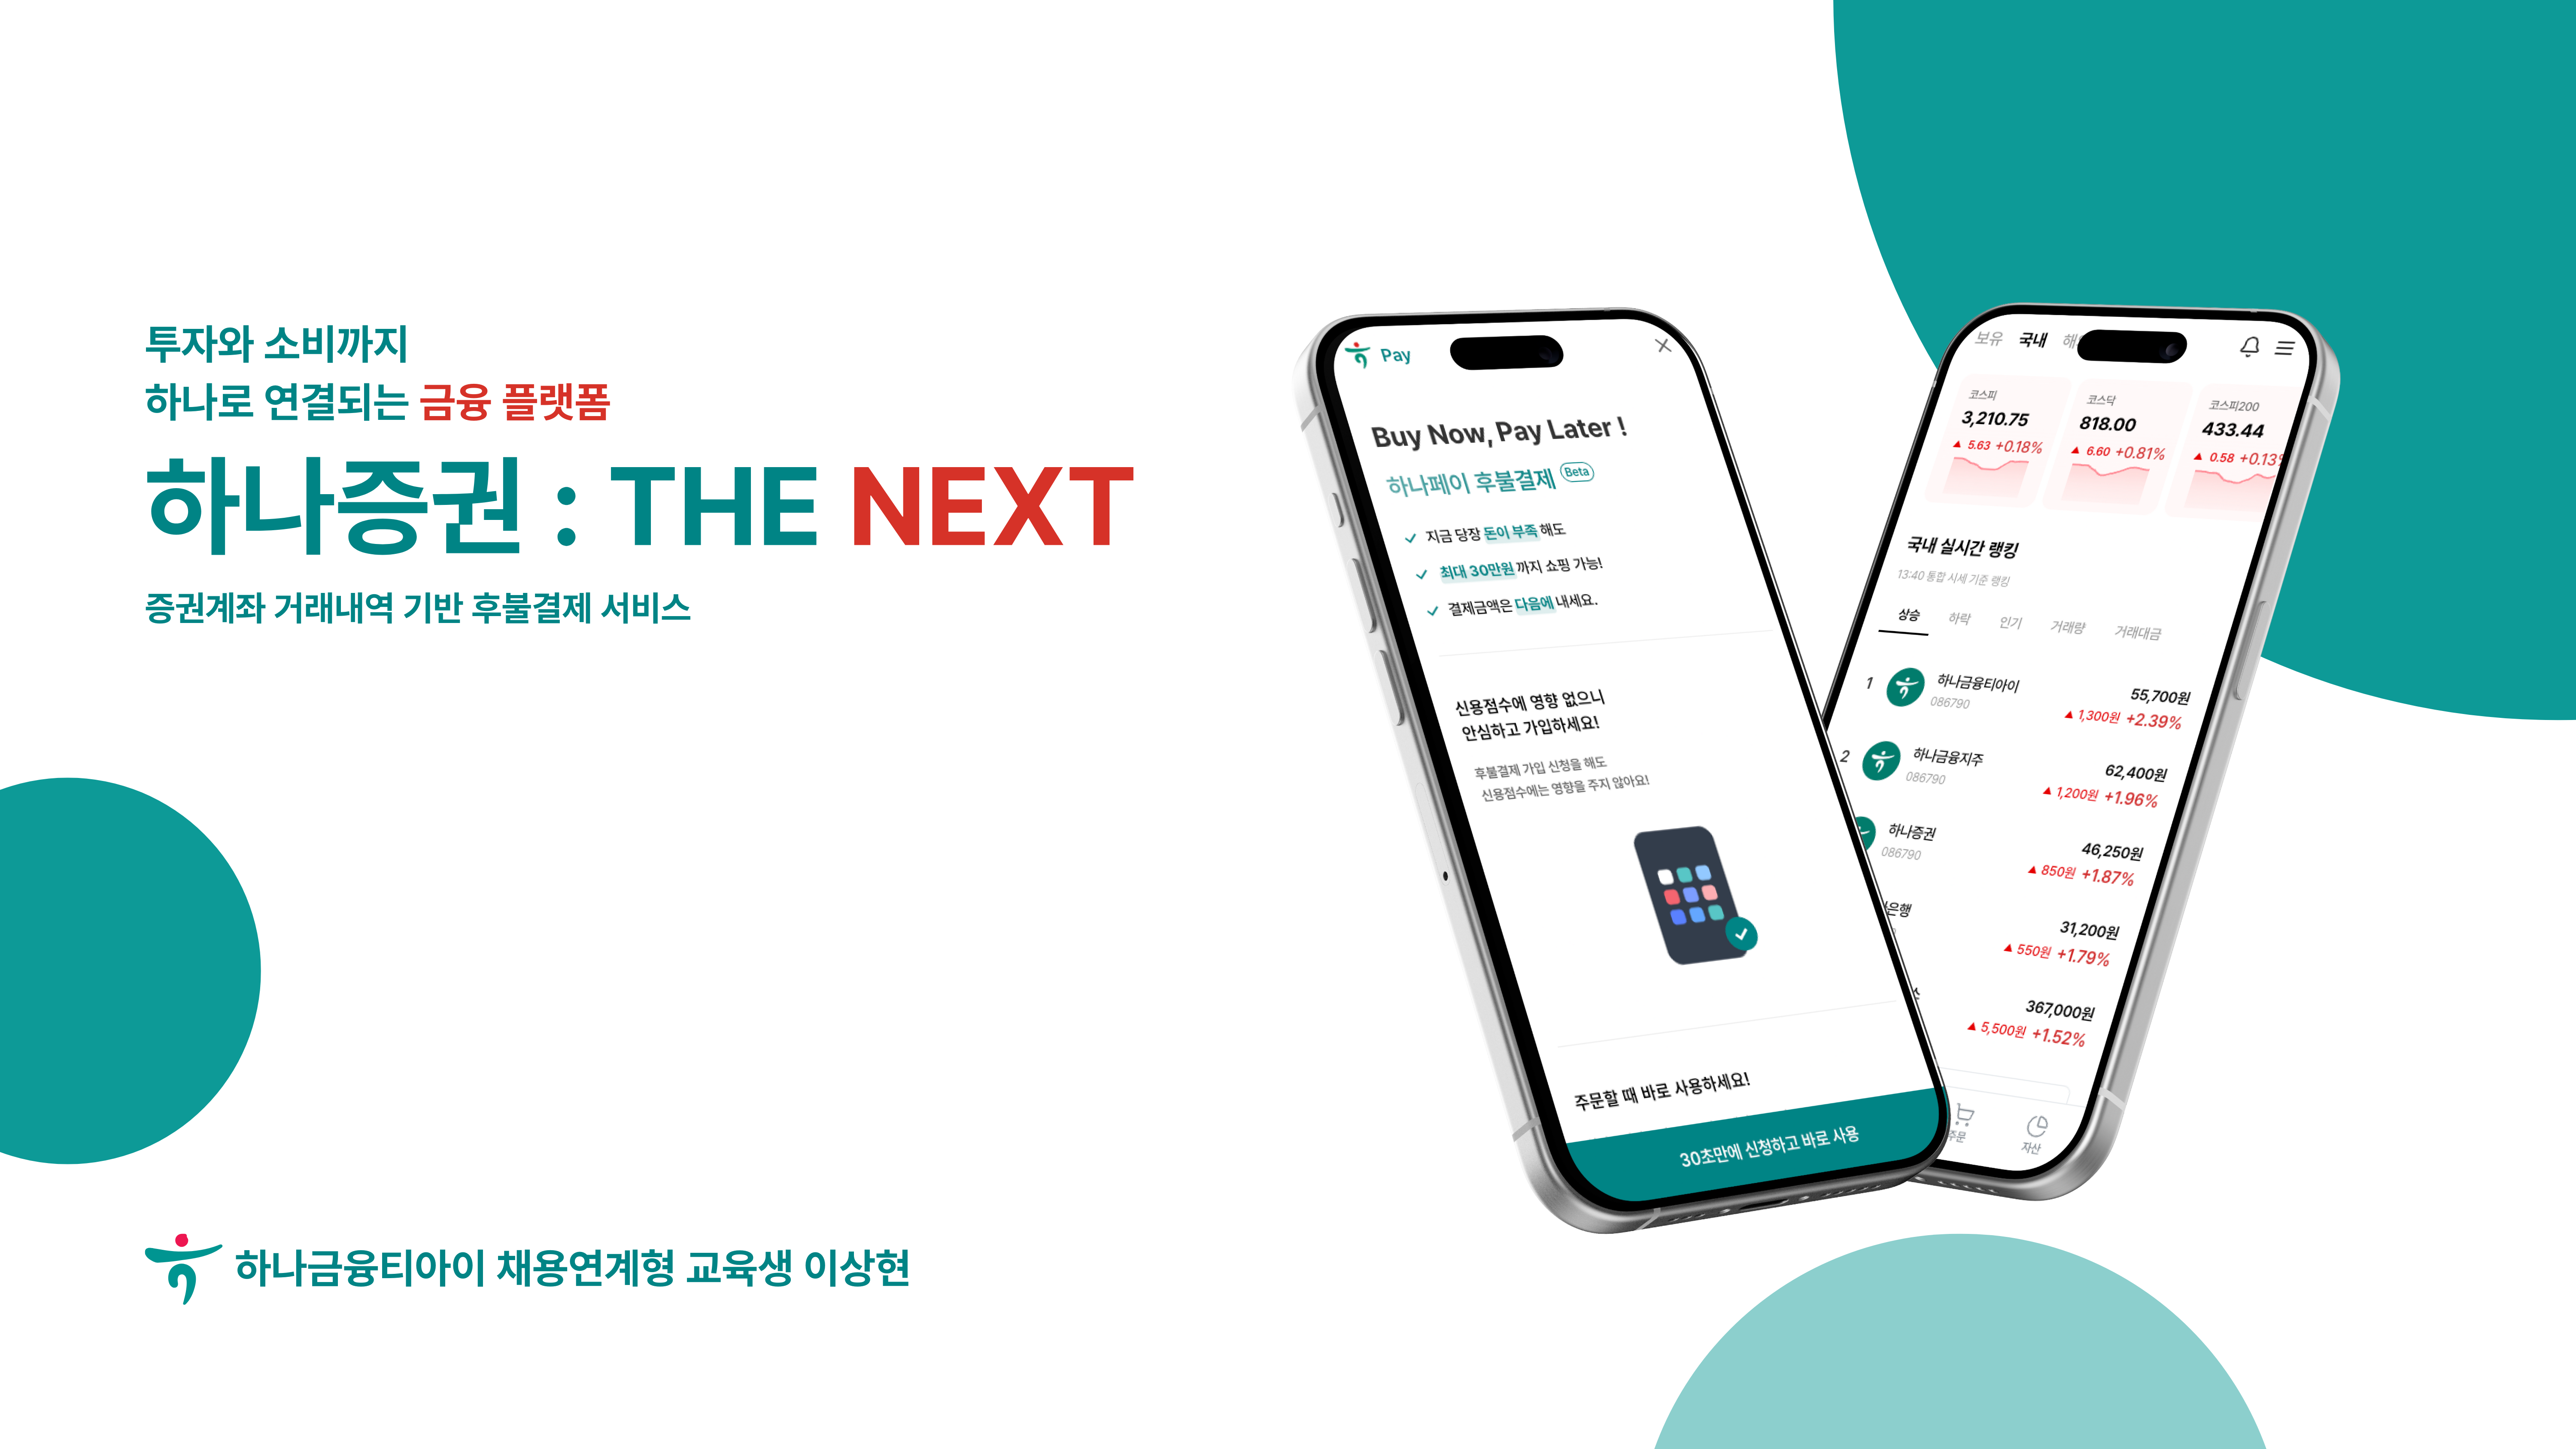 투자와 소비까지
하나로 연결되는 금융 플랫폼
하나증권 : THE NEXT
증권계좌 거래내역 기반 후불결제 서비스
하나금융티아이 채용연계형 교육생 이상현
Pay
Buy Now, Pay Later !
하나페이 후불결제 Beta
지금 당장 돈이 부족 해도
최대 30만원 까지 쇼핑 가능!
결제금액은 다음에 내세요.
신용점수에 영향 없으니
안심하고 가입하세요!
후불결제 가입 신청을 해도
신용점수에는 영향을 주지 않아요!
주문할 때 바로 사용하세요!
30초만에 신청하고 바로 사용
보유 국내
코스피 코스닥 코스피200
3,210.75 818.00 433.44
▲ 5.63 +0.18% ▲ 6.60 +0.81% ▲ 0.58 +0.13%
국내 실시간 랭킹
13:40 통합 시세 기준 랭킹
상승 하락 인기 거래량 거래대금
1 하나금융티아이 55,700원
086790 ▲ 1,300원 +2.39%
2 하나금융지주 62,400원
086790 ▲ 1,200원 +1.96%
하나증권 46,250원
086790 ▲ 850원 +1.87%
은행 31,200원
▲ 550원 +1.79%
367,000원
▲ 5,500원 +1.52%
주문 자산